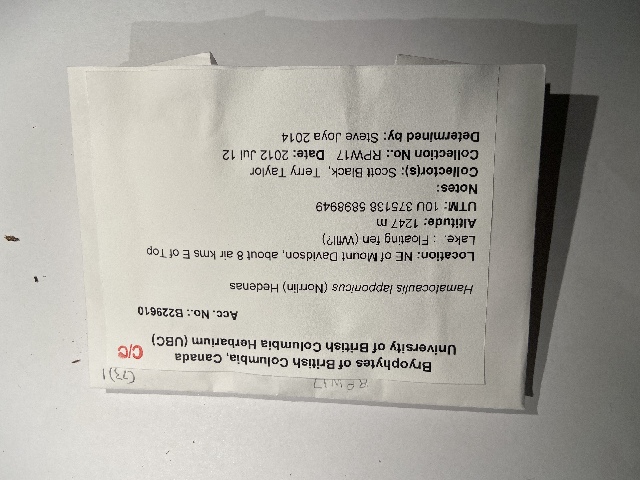 RPW17
Bryophytes of British Columbia, Canada
University of British Columbia Herbarium (UBC)
C/C
Acc. No.: B229610
Hamatocaulis lapponicus (Norrlin) Hedenas
Location: NE of Mount Davidson, about 8 air kms E of Top
Lake. : Floating fen (Wfl?)
Altitude: 1247 m
UTM: 10U 375138 5898949
Notes:
Collector(s): Scott Black, Terry Taylor
Collection No.: RPW17 Date: 2012 Jul 12
Determined by: Steve Joya 2014